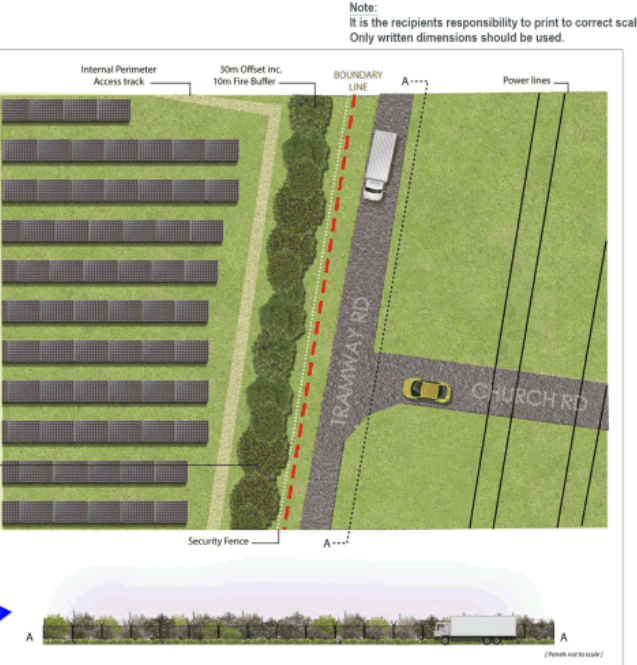 Note:
It is the recipients responsibility to print to correct scal
Only written dimensions should be used.
Internal Perimeter
Access track
30m Offset inc.
10m Fire Buffer
BOUNDARY
LINE
A
Power lines
TRAMWAY RD
CHURCH RD
Security Fence
A
A
A
[Panels not to scale]